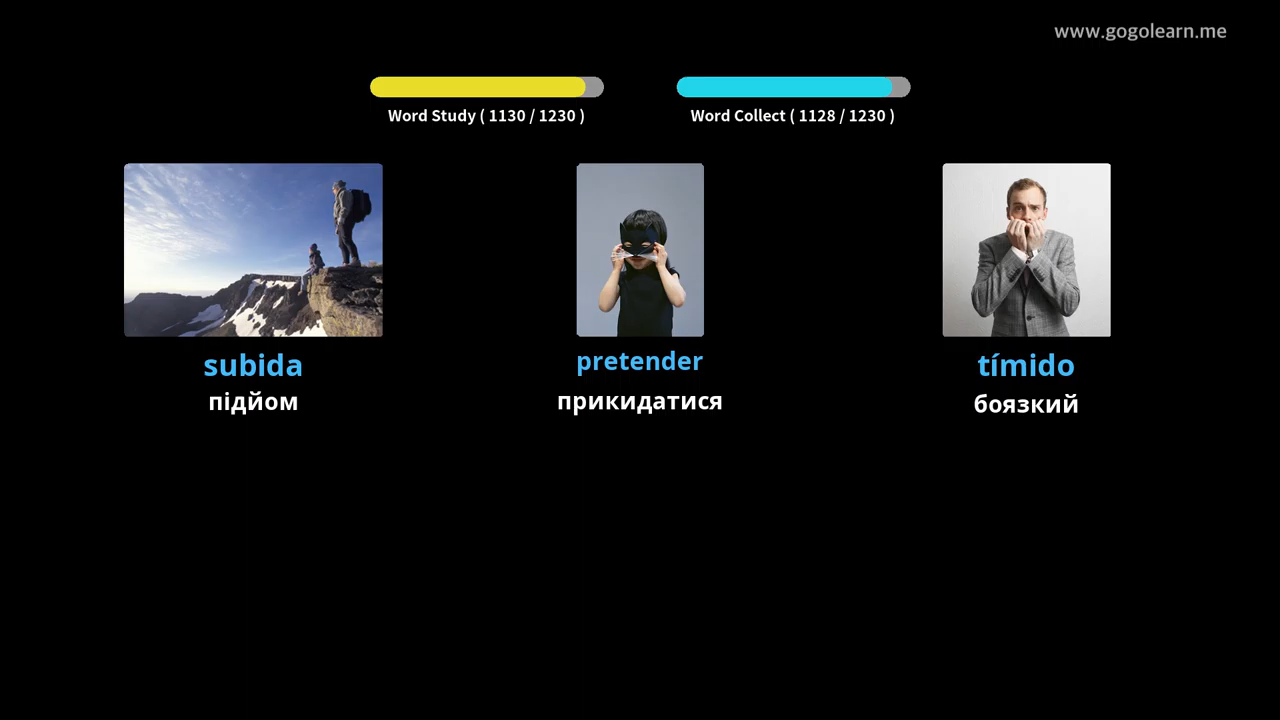 www.gogolearn.me
Word Study ( 1130 / 1230 )
Word Collect ( 1128 / 1230 )
subida
підйом
pretender
прикидатися
tímido
боязкий